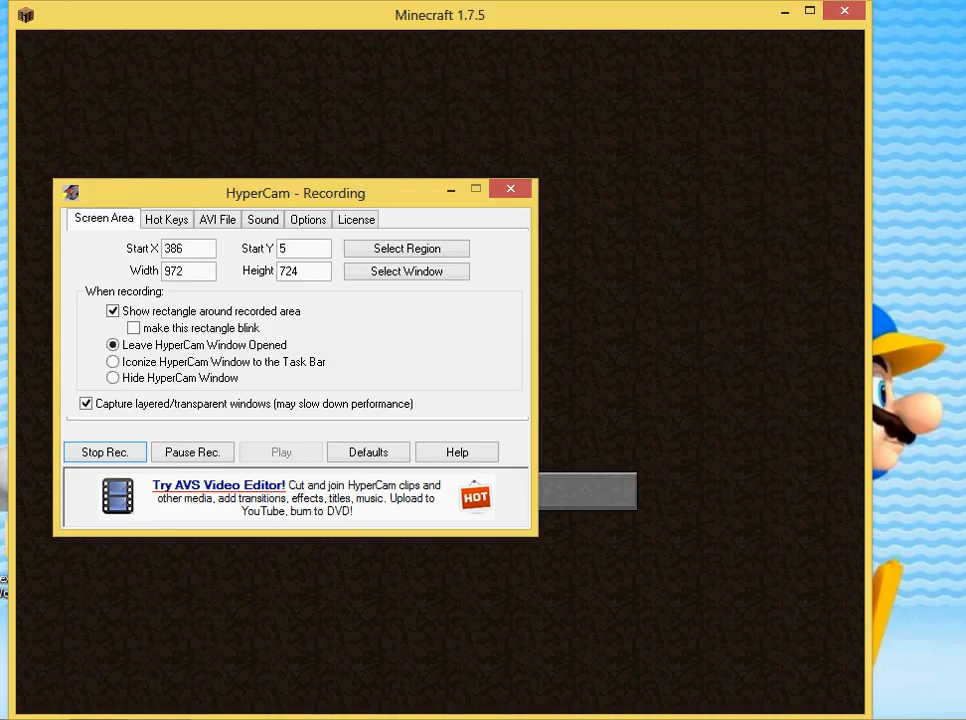 Minecraft 1.7.5
HyperCam - Recording
Screen Area Hot Keys AVI File Sound Options License
Start X 386 Start Y 5 Select Region
Width 972 Height 724 Select Window
When recording:
Show rectangle around recorded area
make this rectangle blink
Leave HyperCam Window Opened
Iconize HyperCam Window to the Task Bar
Hide HyperCam Window
Capture layered/transparent windows (may slow down performance)
Stop Rec. Pause Rec. Play Defaults Help
Try AVS Video Editor! Cut and join HyperCam clips and
other media, add transitions, effects, titles, music. Upload to
YouTube, burn to DVD!
HOT